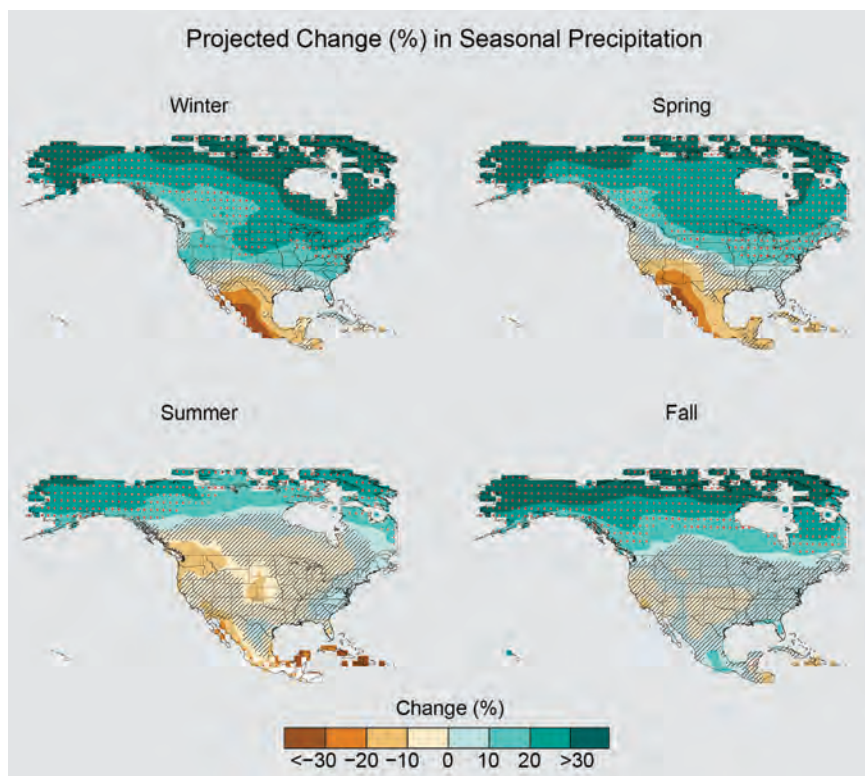 Projected Change (%) in Seasonal Precipitation
Winter
Spring
Summer
Fall
Change (%)
<−30 −20 −10 0 10 20 >30